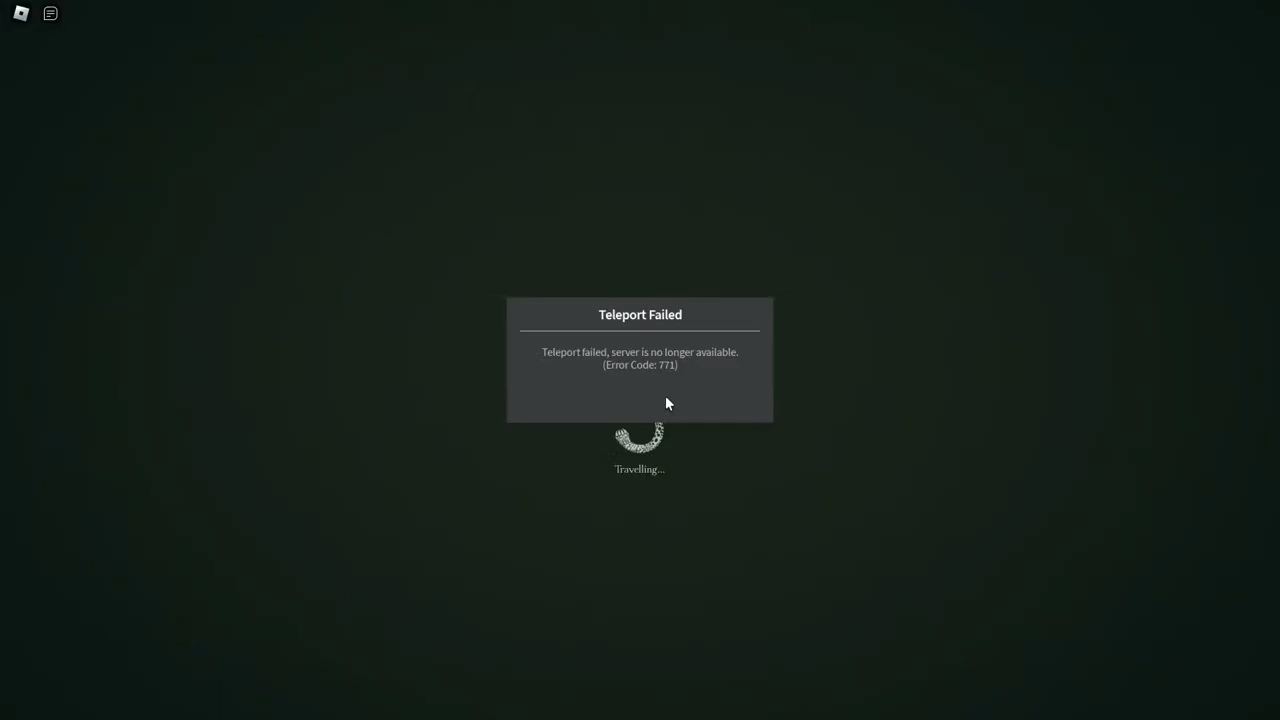 Teleport Failed
Teleport failed, server is no longer available.
(Error Code: 771)
Travelling...